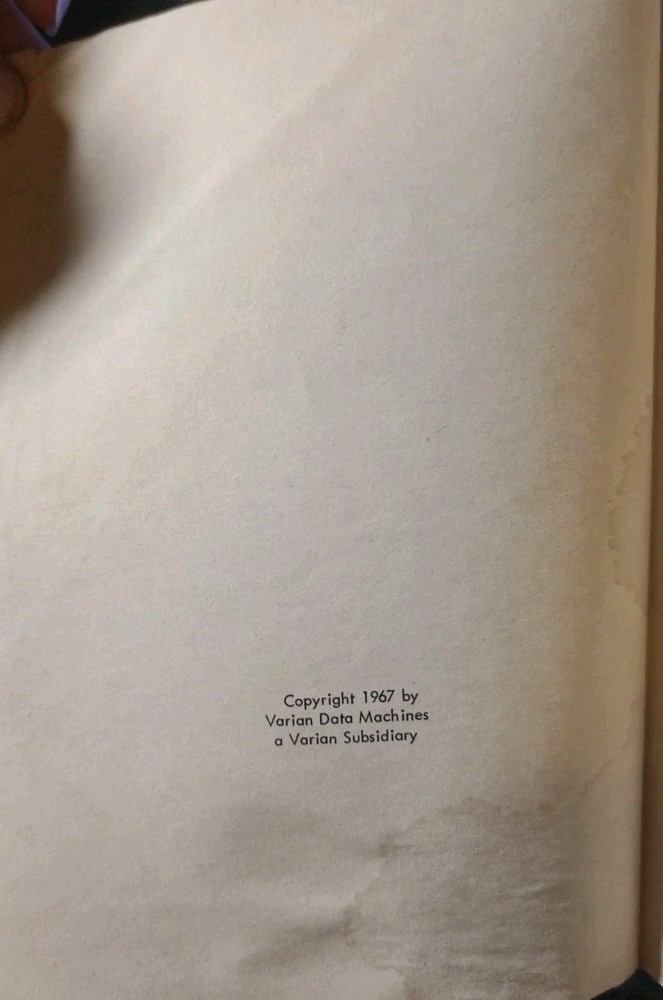 Copyright 1967 by
Varian Data Machines
a Varian Subsidiary